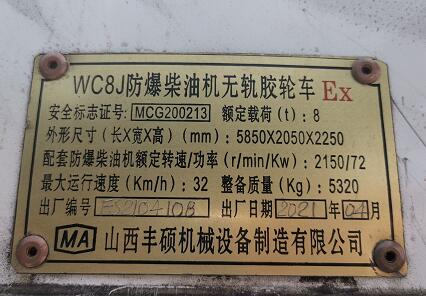 WC8J防爆柴油机无轨胶轮车 Ex
安全标志证号: MCG200213 额定载荷(t): 8
外形尺寸(长X宽X高)(mm): 5850X2050X2250
配套防爆柴油机额定转速/功率(r/min/Kw): 2150/72
最大运行速度(Km/h): 32 整备质量(Kg): 5320
出厂编号 FS210410B 出厂日期 2021 年 04 月
MA 山西丰硕机械设备制造有限公司